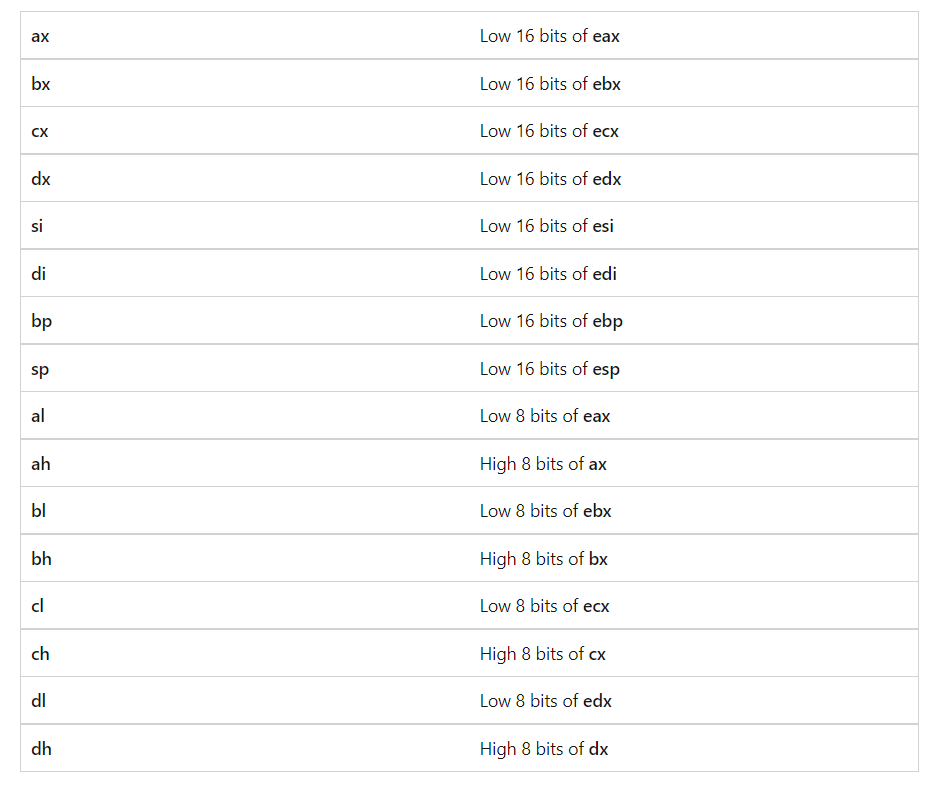 ax Low 16 bits of eax
bx Low 16 bits of ebx
cx Low 16 bits of ecx
dx Low 16 bits of edx
si Low 16 bits of esi
di Low 16 bits of edi
bp Low 16 bits of ebp
sp Low 16 bits of esp
al Low 8 bits of eax
ah High 8 bits of ax
bl Low 8 bits of ebx
bh High 8 bits of bx
cl Low 8 bits of ecx
ch High 8 bits of cx
dl Low 8 bits of edx
dh High 8 bits of dx